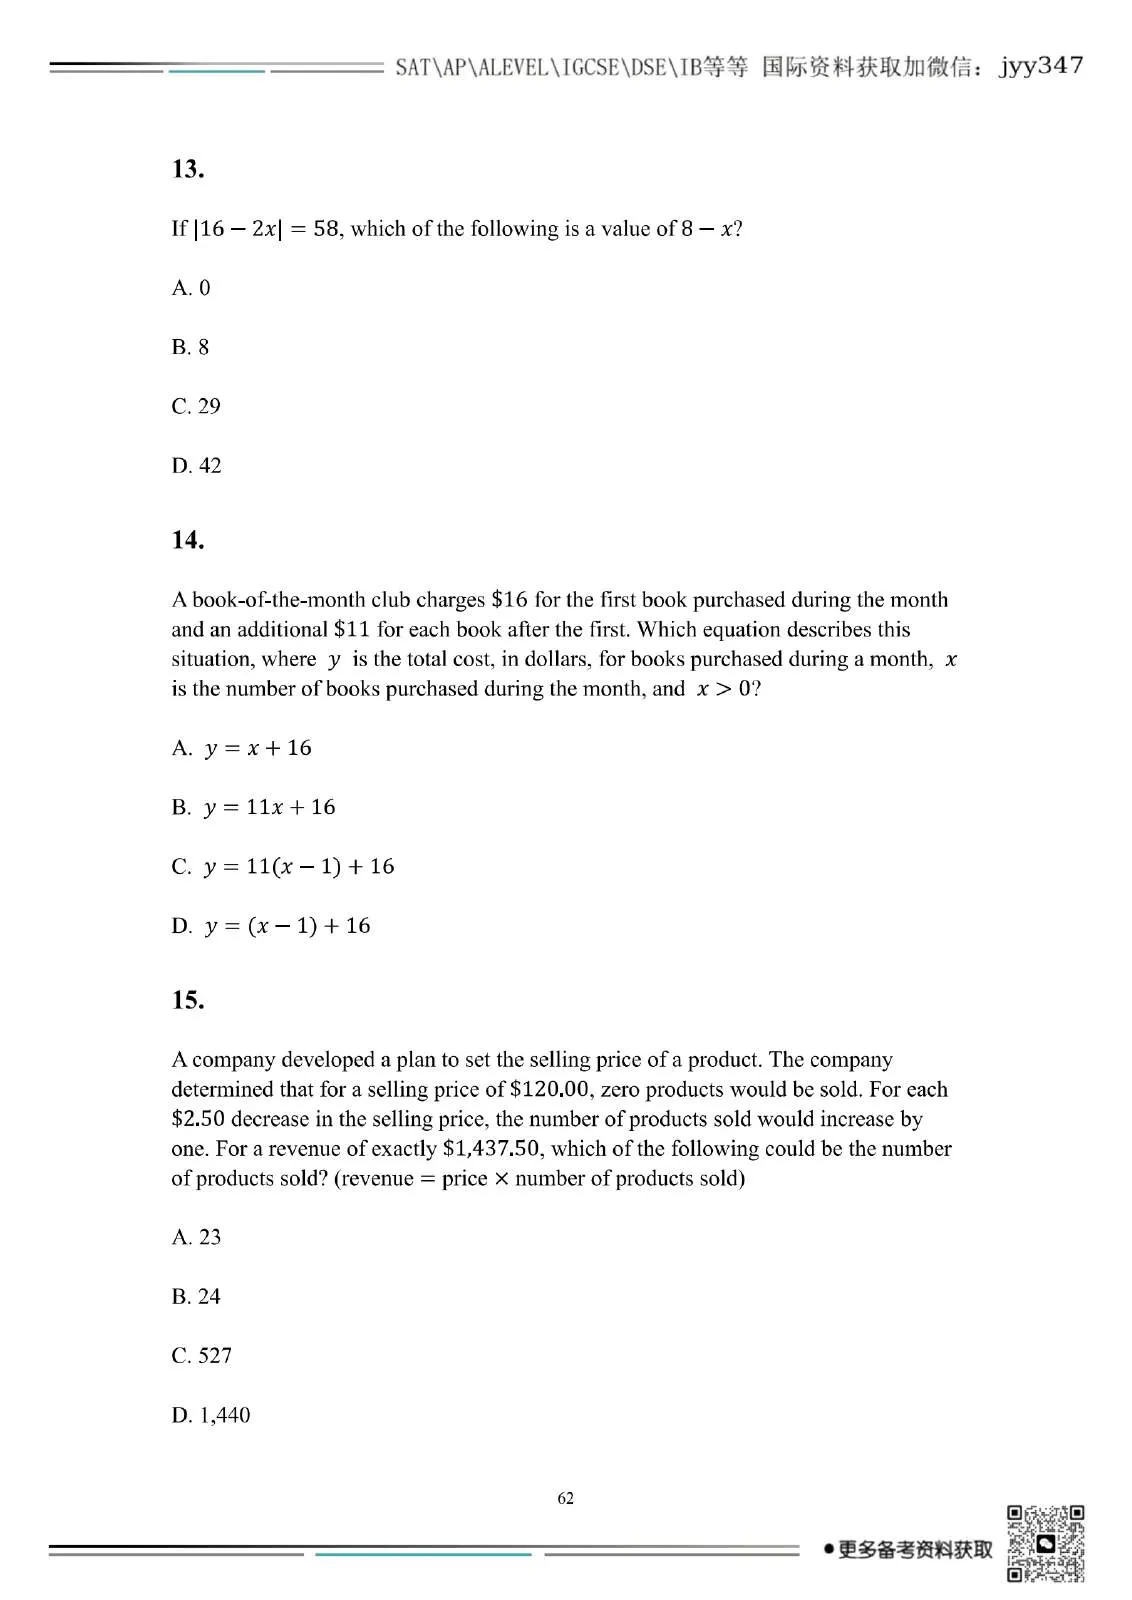 SAT\AP\ALEVEL\IGCSE\DSE\IB等等 国际资料获取加微信：jyy347
13.
If |16 − 2x| = 58, which of the following is a value of 8 − x?
A. 0
B. 8
C. 29
D. 42
14.
A book-of-the-month club charges $16 for the first book purchased during the month
and an additional $11 for each book after the first. Which equation describes this
situation, where y is the total cost, in dollars, for books purchased during a month, x
is the number of books purchased during the month, and x > 0?
A. y = x + 16
B. y = 11x + 16
C. y = 11(x − 1) + 16
D. y = (x − 1) + 16
15.
A company developed a plan to set the selling price of a product. The company
determined that for a selling price of $120.00, zero products would be sold. For each
$2.50 decrease in the selling price, the number of products sold would increase by
one. For a revenue of exactly $1,437.50, which of the following could be the number
of products sold? (revenue = price × number of products sold)
A. 23
B. 24
C. 527
D. 1,440
62
●更多备考资料获取